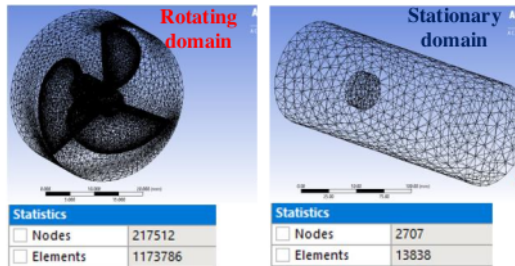 Rotating
domain
Stationary
domain
Statistics
Nodes 217512
Elements 1173786
Statistics
Nodes 2707
Elements 13838